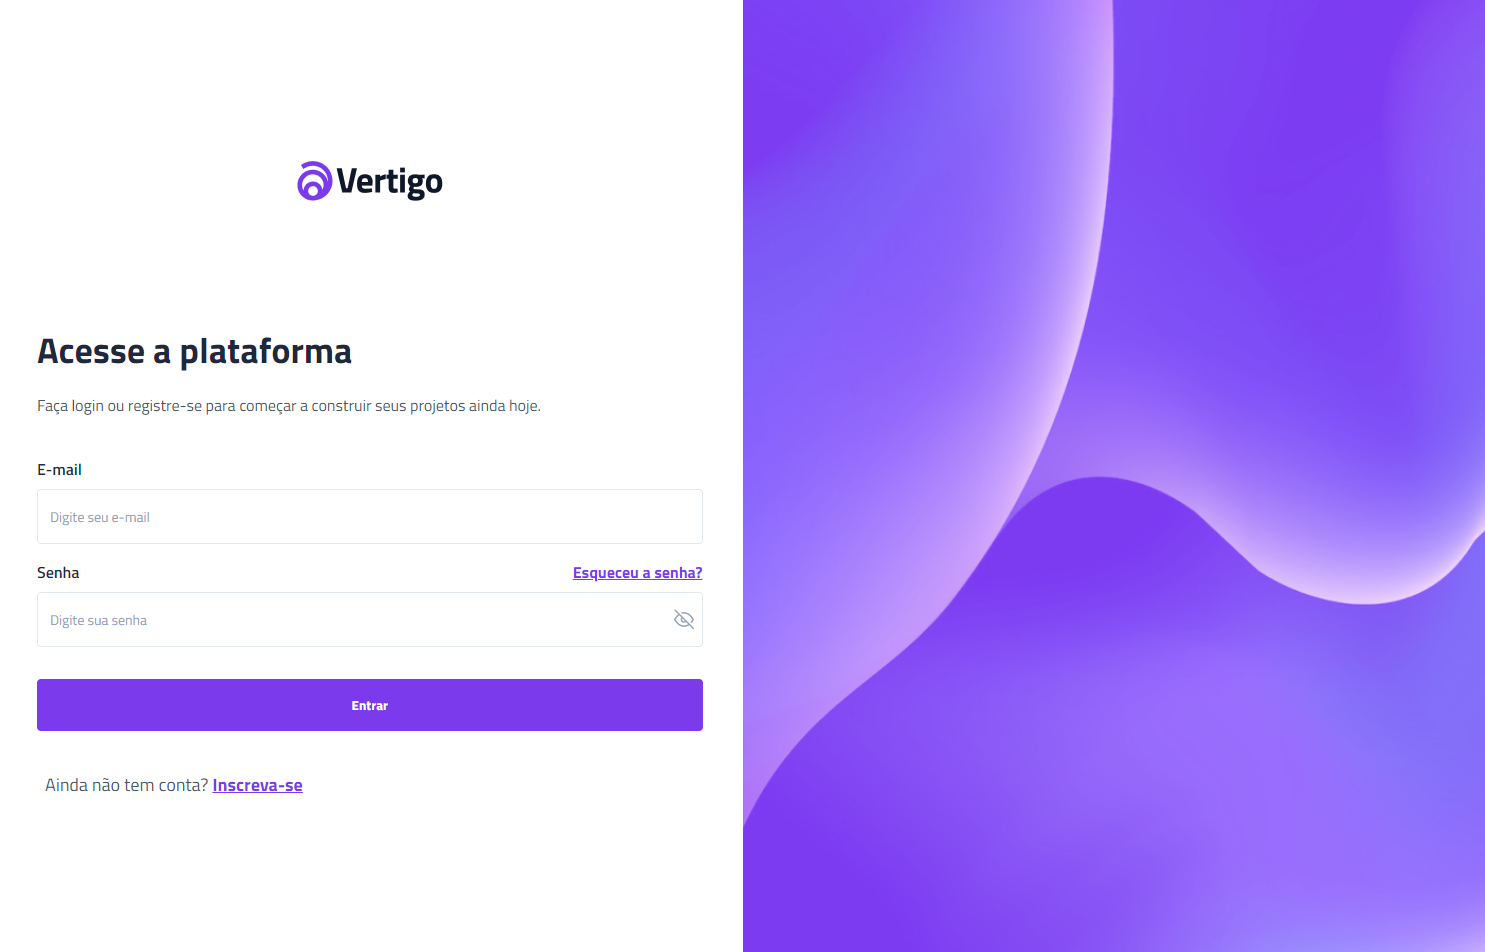 Vertigo
Acesse a plataforma
Faça login ou registre-se para começar a construir seus projetos ainda hoje.
E-mail
Digite seu e-mail
Senha
Esqueceu a senha?
Digite sua senha
Entrar
Ainda não tem conta? Inscreva-se